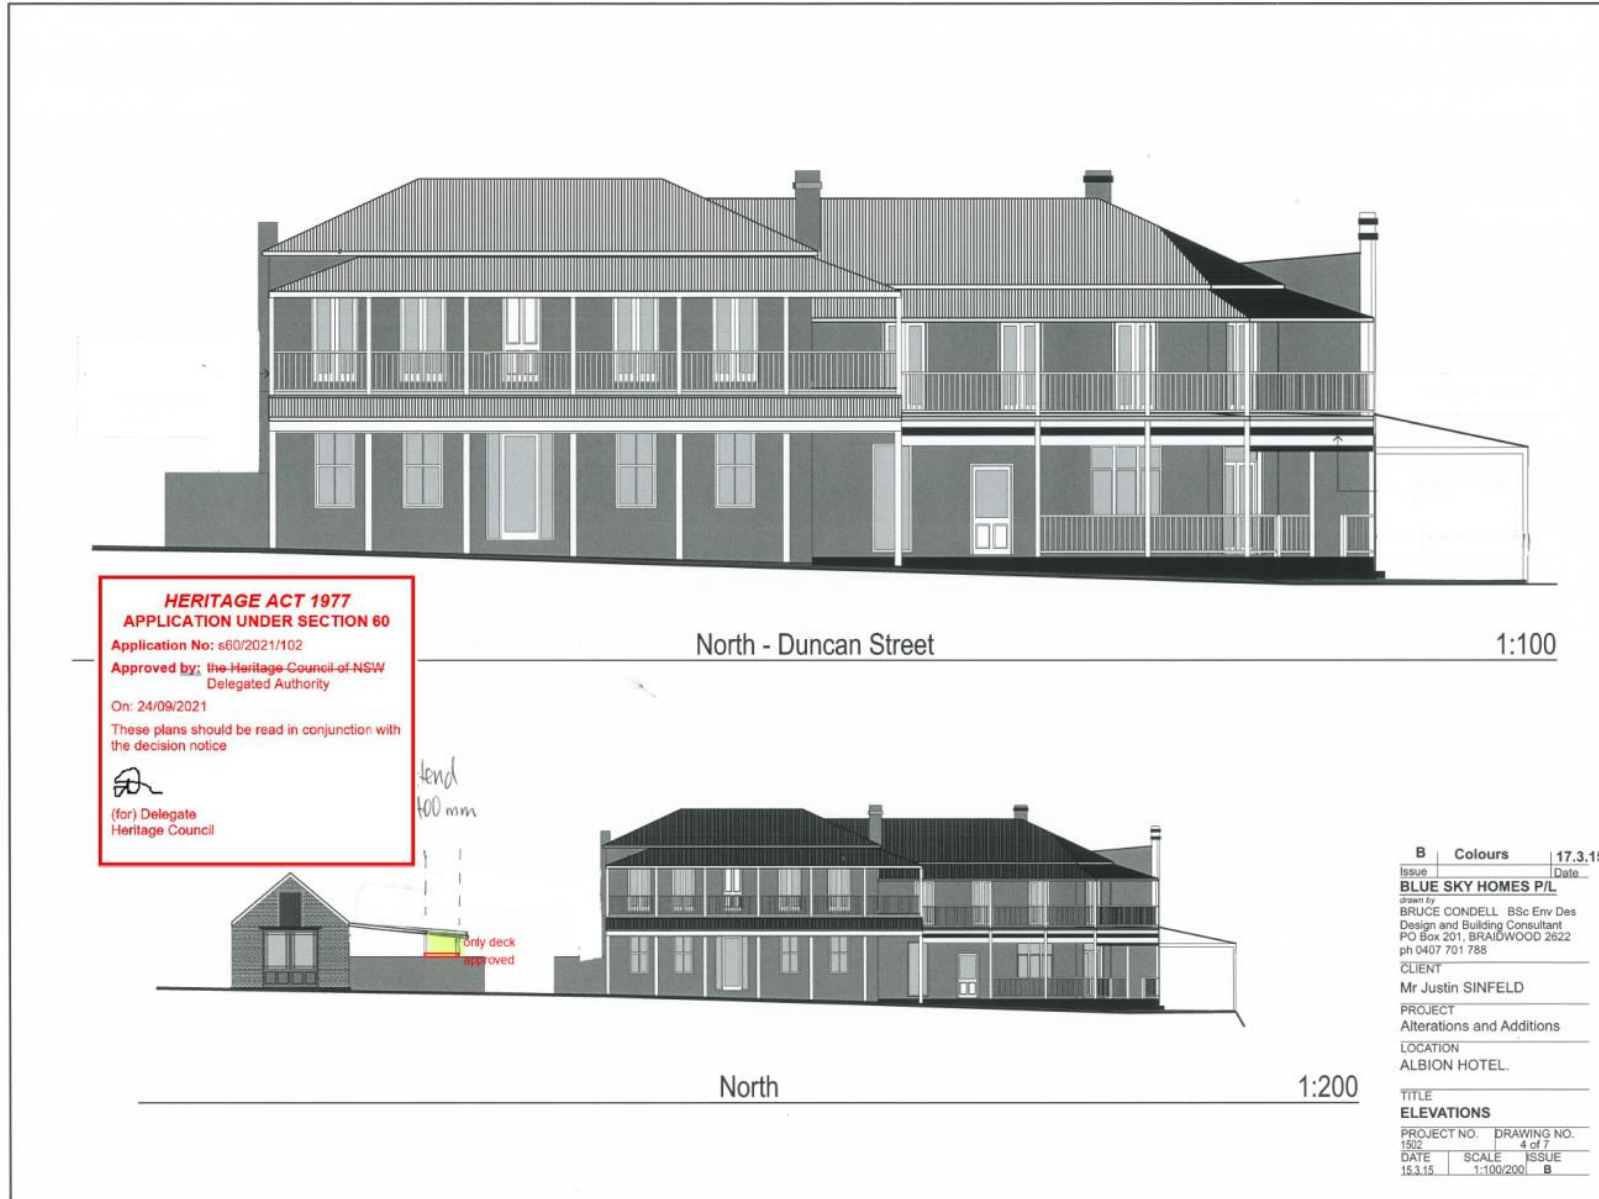 North - Duncan Street
1:100
HERITAGE ACT 1977
APPLICATION UNDER SECTION 60
Application No: s60/2021/102
Approved by: the Heritage Council of NSW
Delegated Authority
On: 24/09/2021
These plans should be read in conjunction with
the decision notice
(for) Delegate
Heritage Council
tend
mm
only deck
approved
North
1:200
B Colours 17.3.15
Issue Date
BLUE SKY HOMES P/L
drawn by
BRUCE CONDELL BSc Env Des
Design and Building Consultant
PO Box 201, BRAIDWOOD 2622
ph 0407 701 788
CLIENT
Mr Justin SINFELD
PROJECT
Alterations and Additions
LOCATION
ALBION HOTEL.
TITLE
ELEVATIONS
PROJECT NO. DRAWING NO.
1502 4 of 7
DATE SCALE ISSUE
15.3.15 1:100/200 B